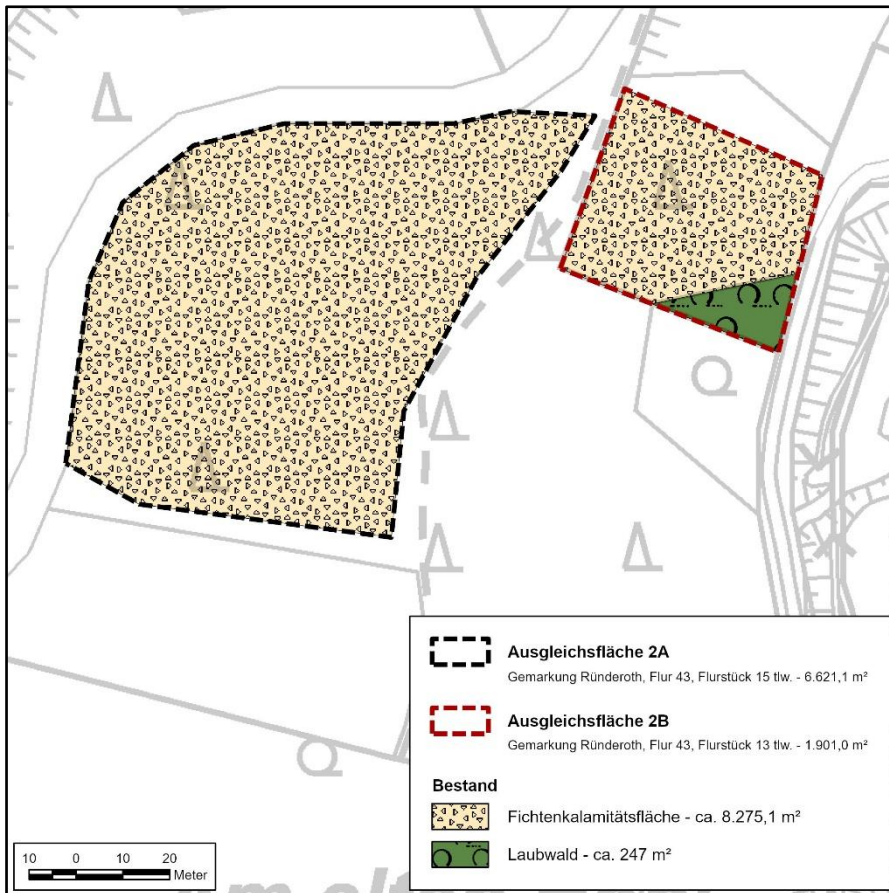 Ausgleichsfläche 2A
Gemarkung Ründeroth, Flur 43, Flurstück 15 tlw. - 6.621,1 m²
Ausgleichsfläche 2B
Gemarkung Ründeroth, Flur 43, Flurstück 13 tlw. - 1.901,0 m²
Bestand
Fichtenkalamitätsfläche - ca. 8.275,1 m²
Laubwald - ca. 247 m²
10 0 10 20
Meter